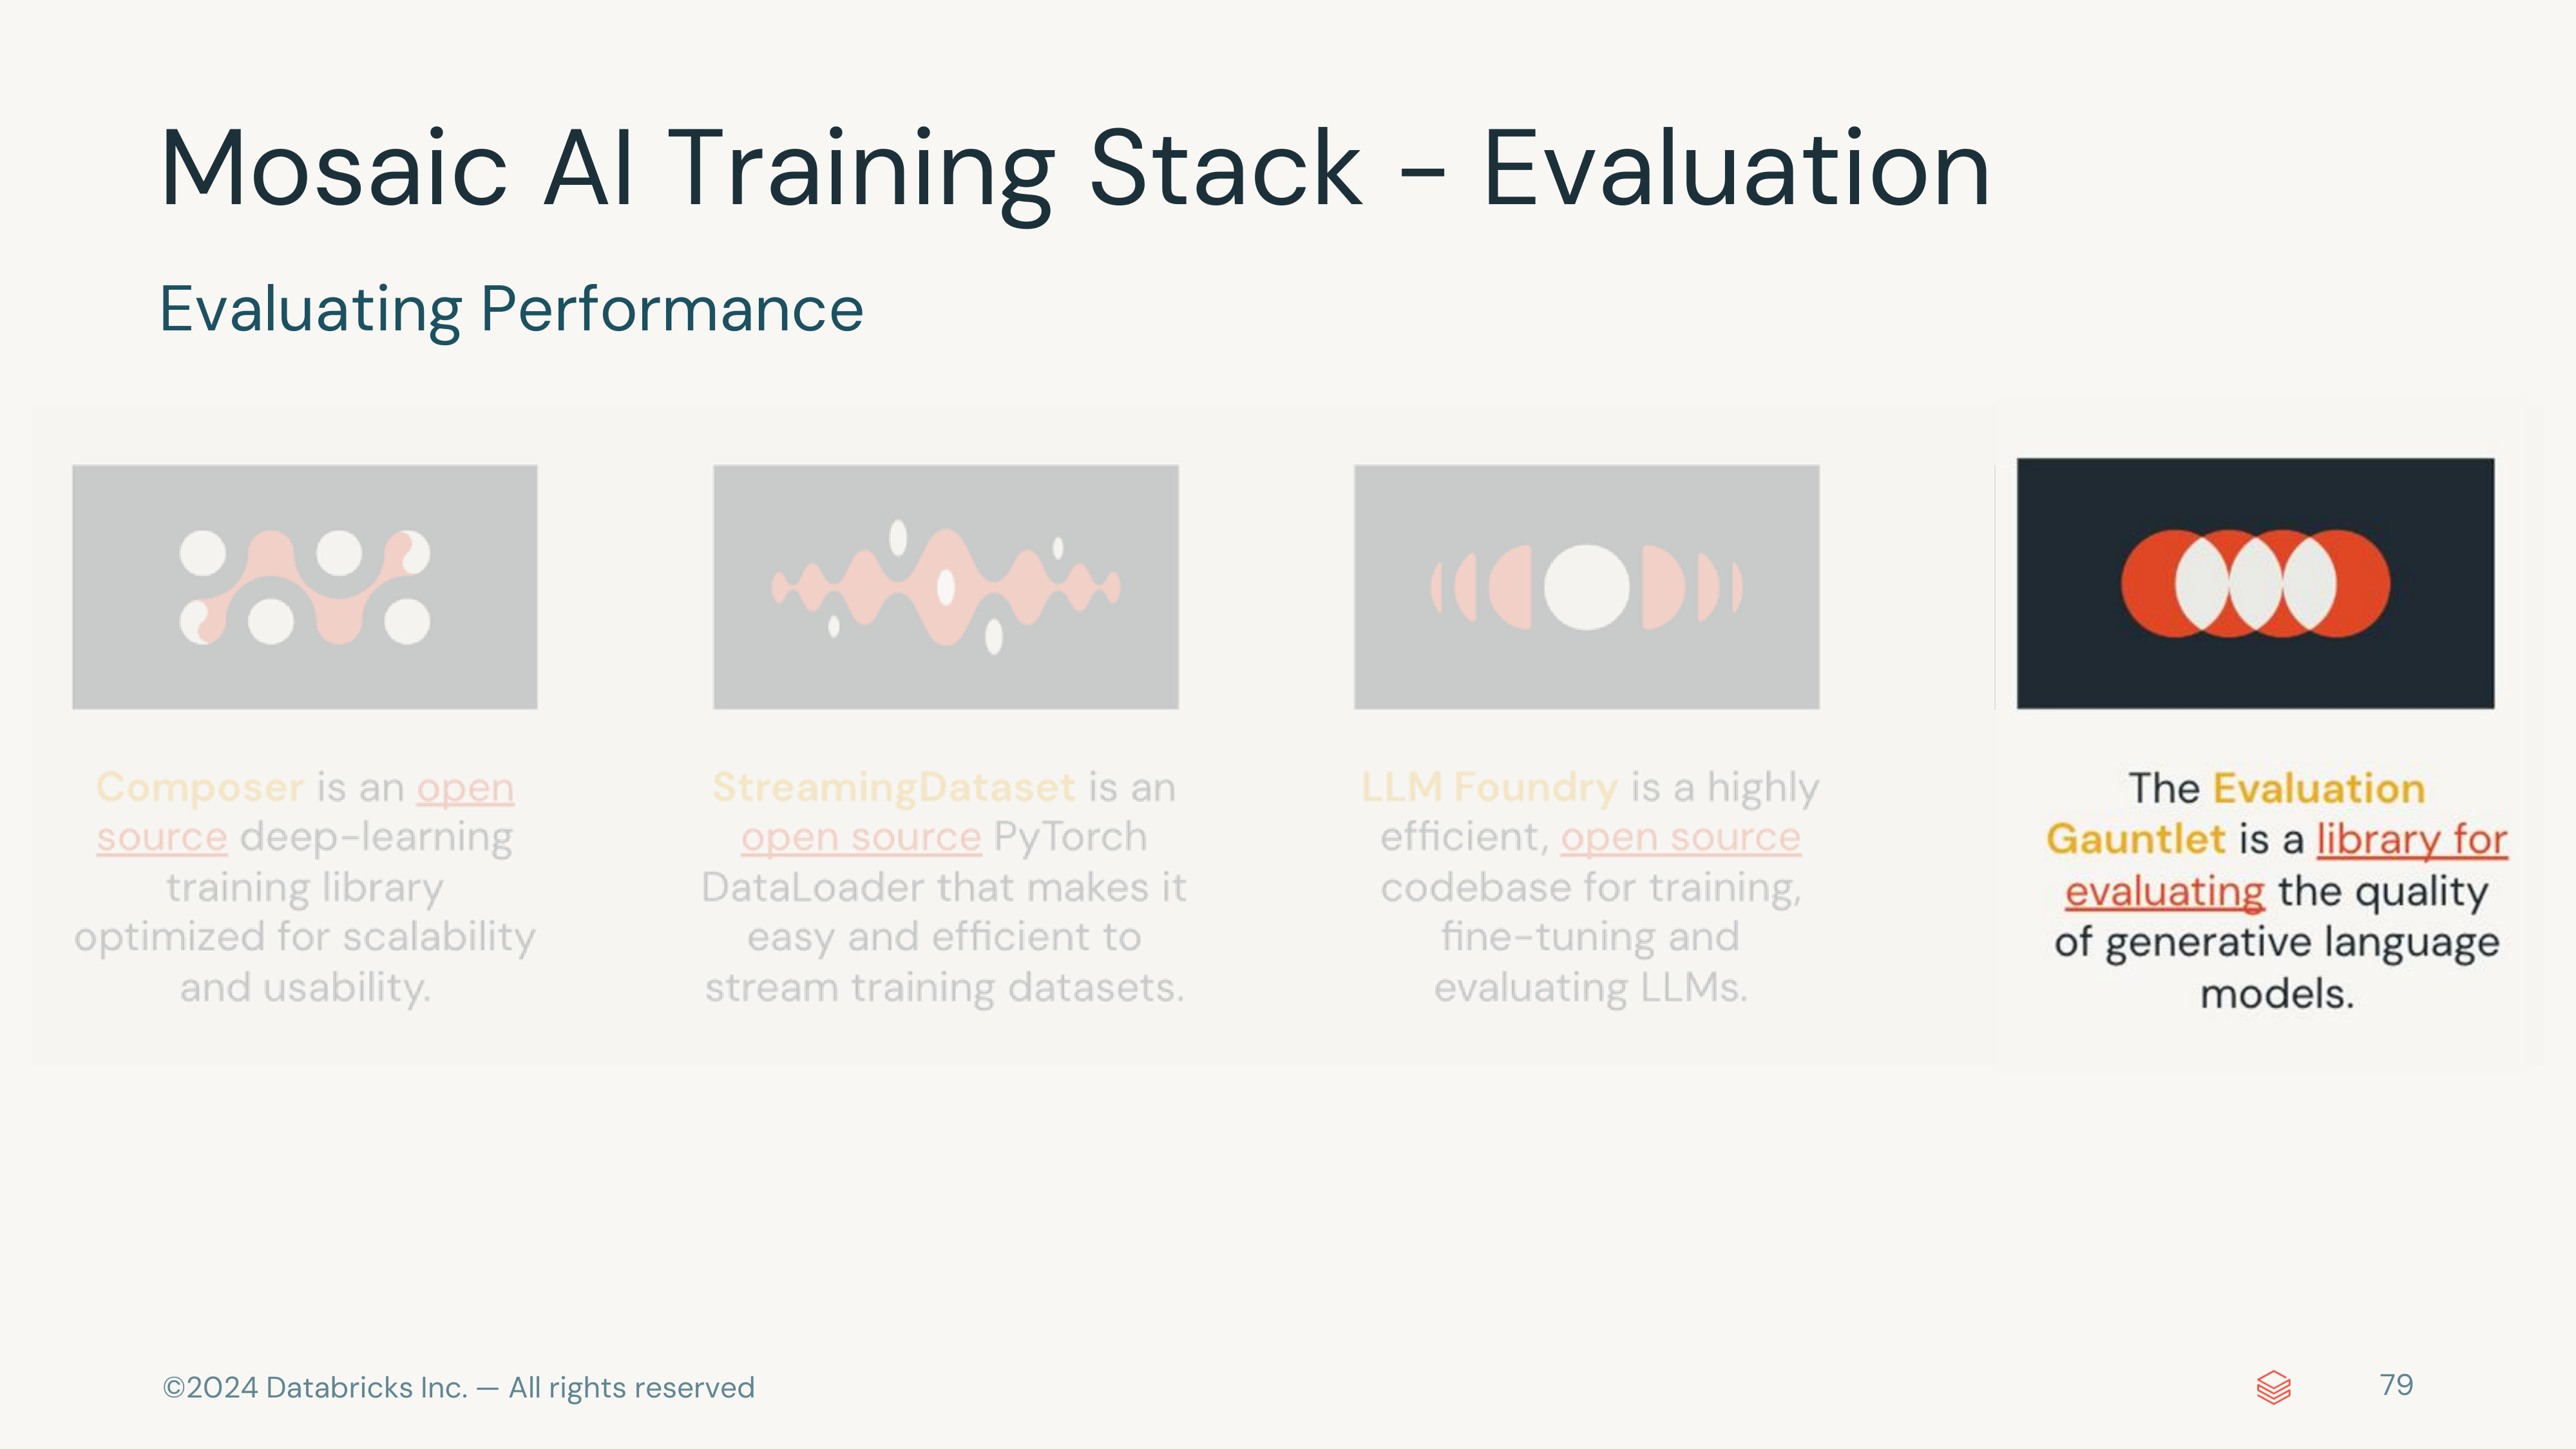 Mosaic AI Training Stack - Evaluation
Evaluating Performance
Composer is an open
source deep-learning
training library
optimized for scalability
and usability.
StreamingDataset is an
open source PyTorch
DataLoader that makes it
easy and efficient to
stream training datasets.
LLM Foundry is a highly
efficient, open source
codebase for training,
fine-tuning and
evaluating LLMs.
The Evaluation
Gauntlet is a library for
evaluating the quality
of generative language
models.
©2024 Databricks Inc. — All rights reserved
79